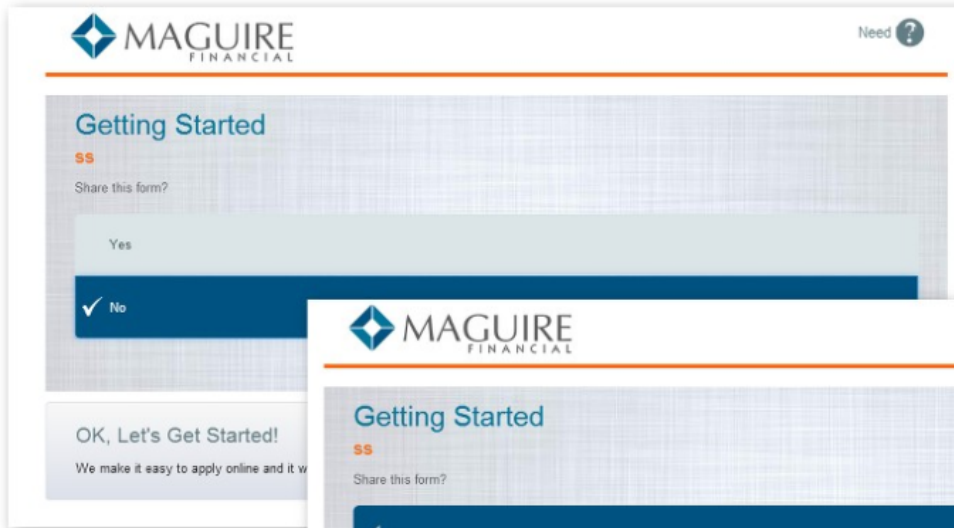 MAGUIRE
FINANCIAL
Need ?
Getting Started
ss
Share this form?
Yes
No
OK, Let's Get Started!
We make it easy to apply online and it w
MAGUIRE
FINANCIAL
Getting Started
ss
Share this form?